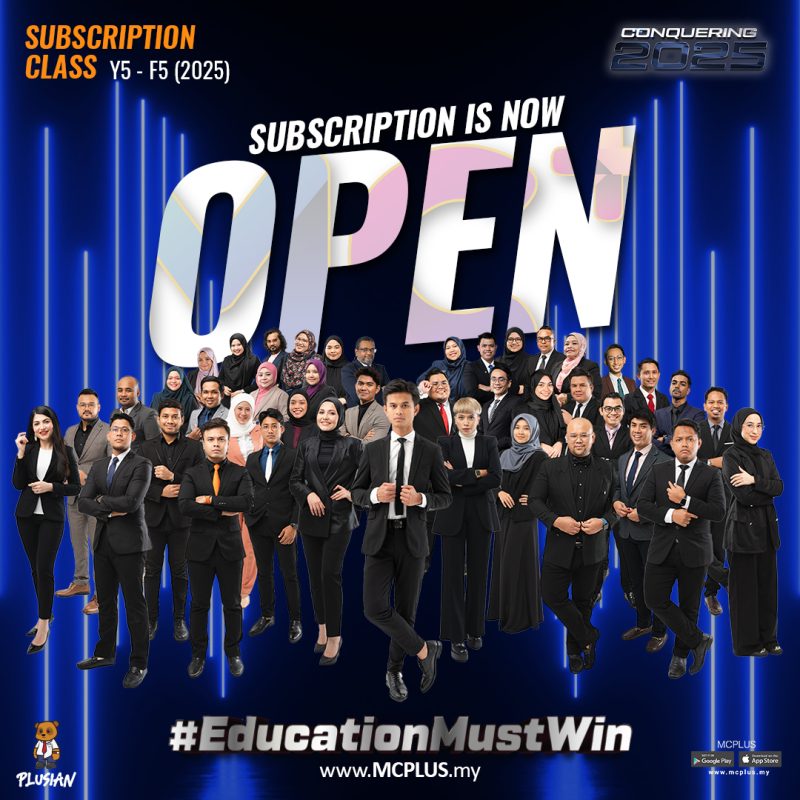 SUBSCRIPTION
CLASS Y5 - F5 (2025)
CONQUERING
2025
SUBSCRIPTION IS NOW
OPEN
#EducationMustWin
www.MCPLUS.my
PLUSIAN
MCPLUS
Google Play
App Store
www.mcplus.my